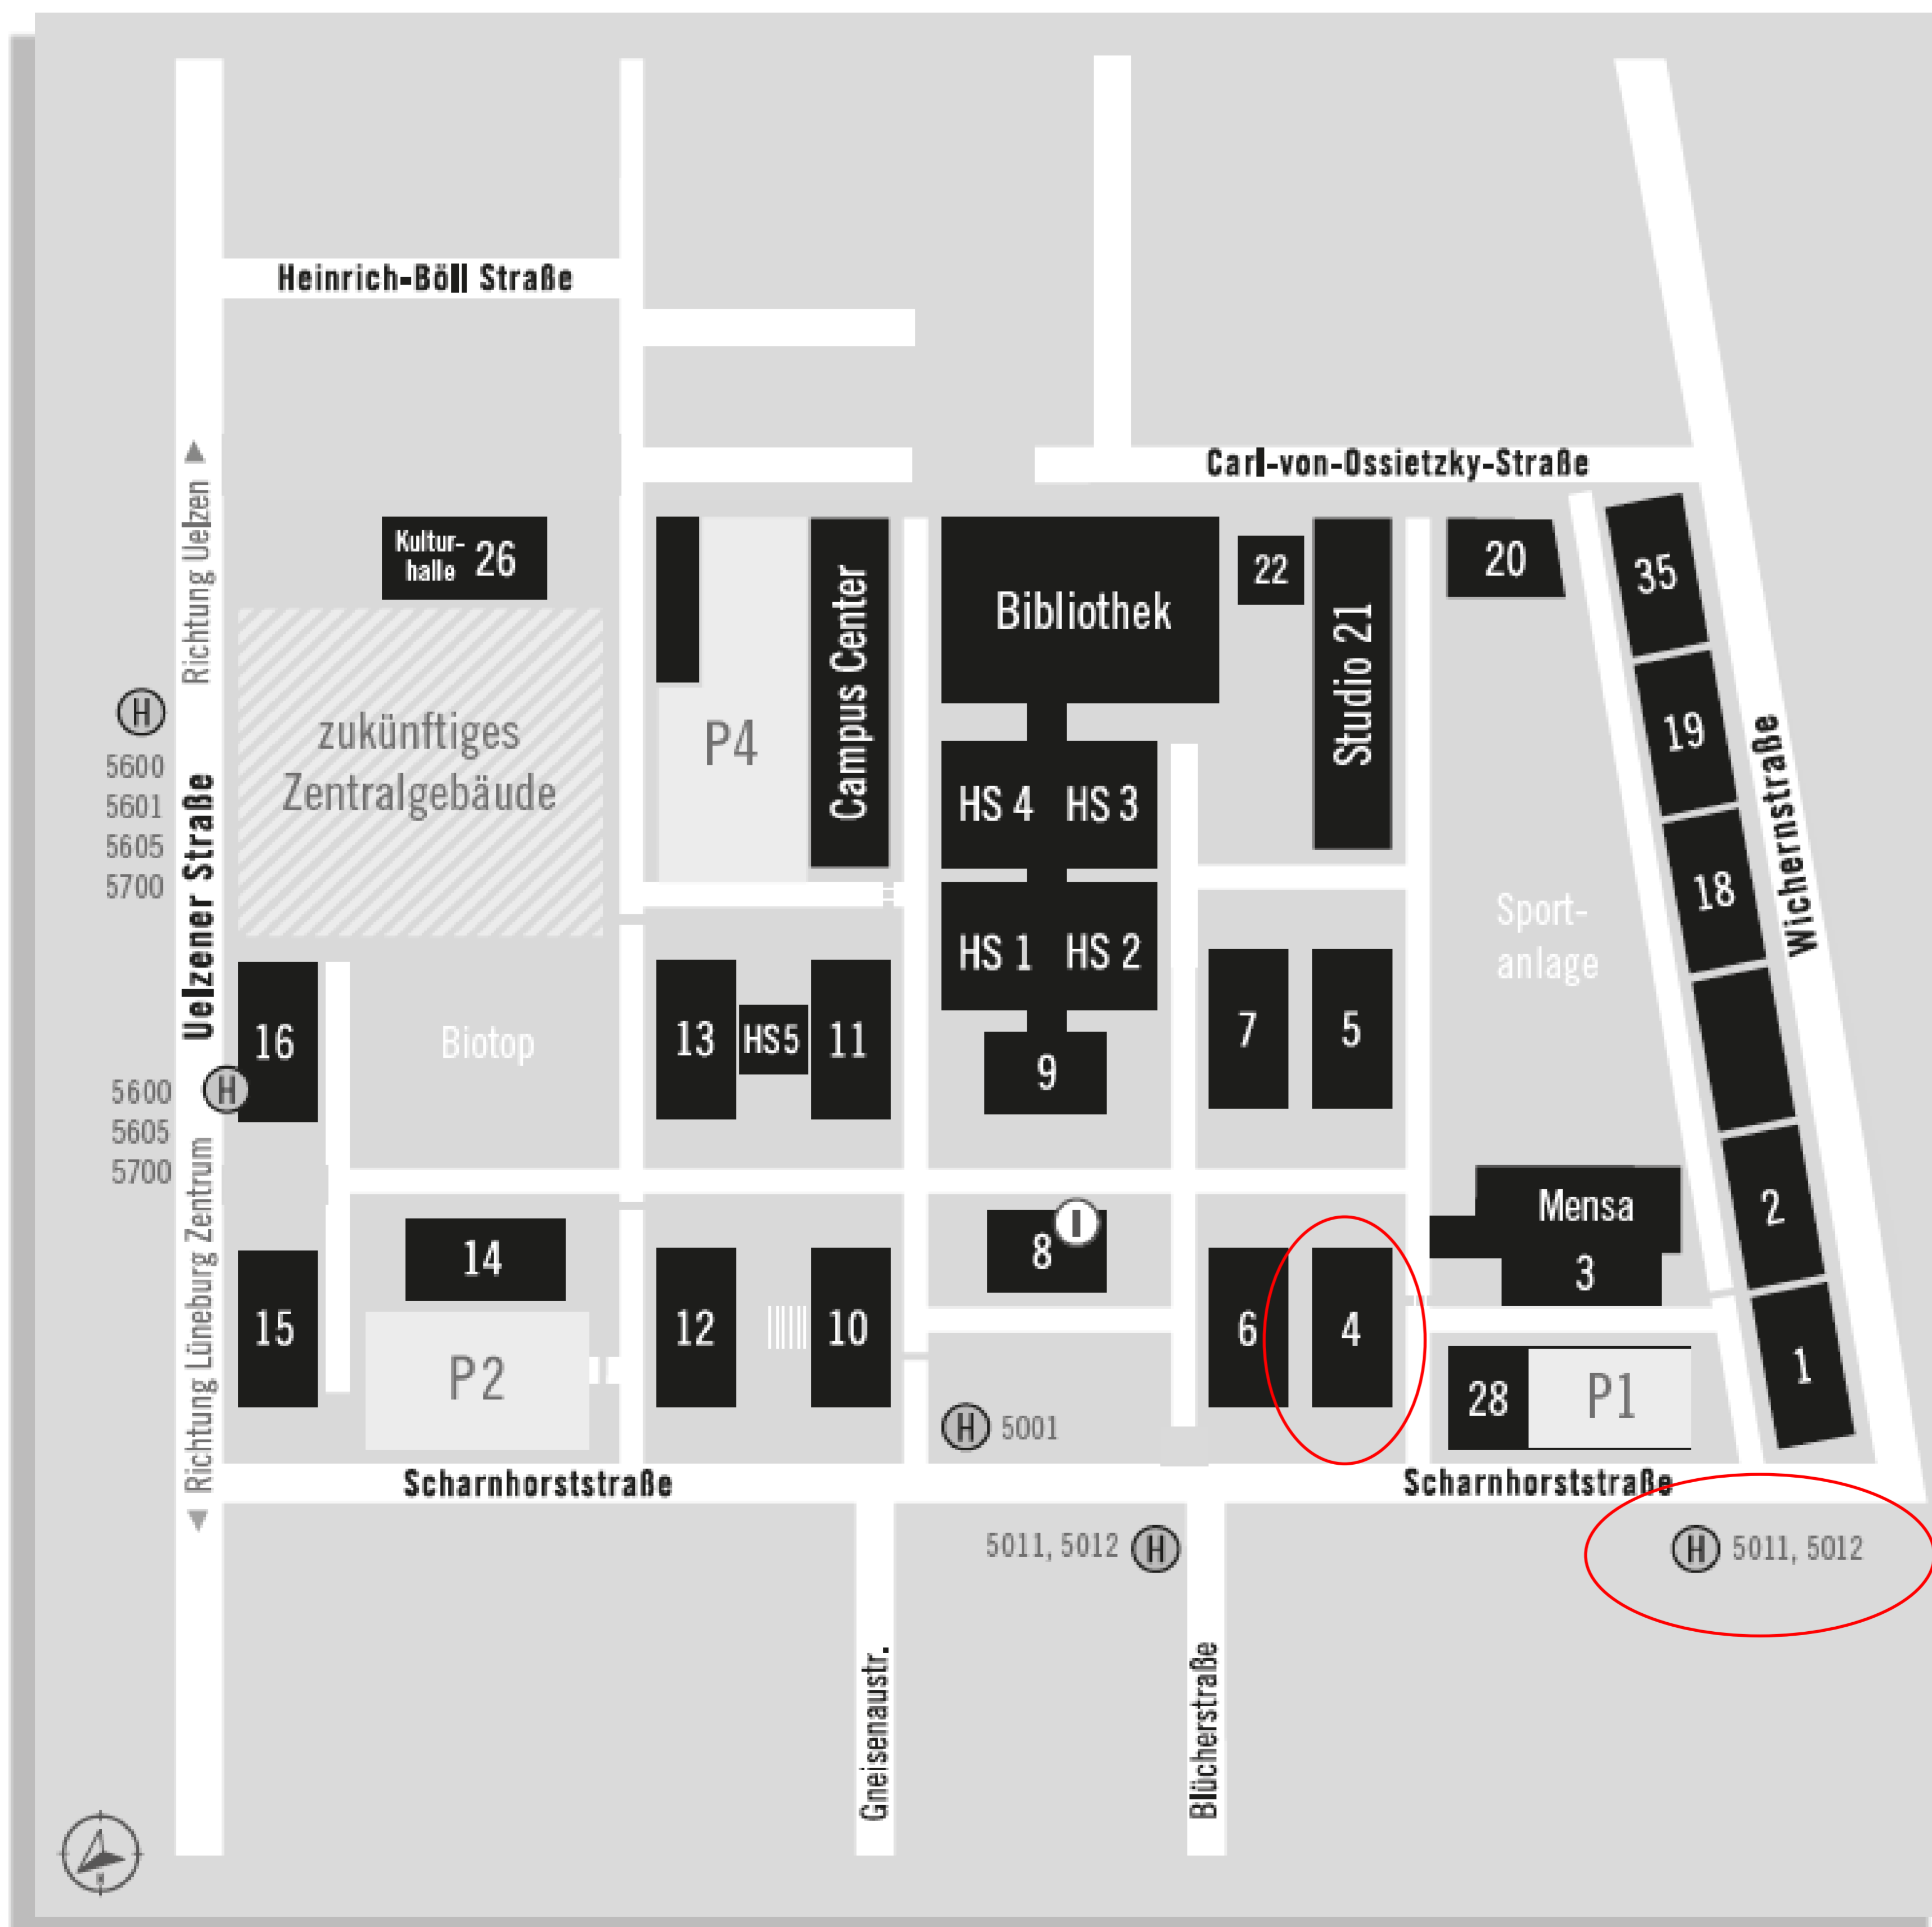 Heinrich-Böll Straße
Carl-von-Ossietzky-Straße
Richtung Uelzen
Kultur-
halle 26
Campus Center
Bibliothek
22
Studio 21
20
35
H
5600
5601
5605
5700
Uelzener Straße
zukünftiges
Zentralgebäude
P4
HS 4 HS 3
HS 1 HS 2
19
Wichernstraße
18
Sport-
anlage
16
H
Biotop
13
HS5
11
9
7
5
5600
5605
5700
Richtung Lüneburg Zentrum
Mensa
3
2
14
8
I
15
P2
12
10
6
4
1
28
P1
H 5001
Scharnhorststraße
Scharnhorststraße
5011, 5012 H
H 5011, 5012
Gneisenaustr.
Blücherstraße